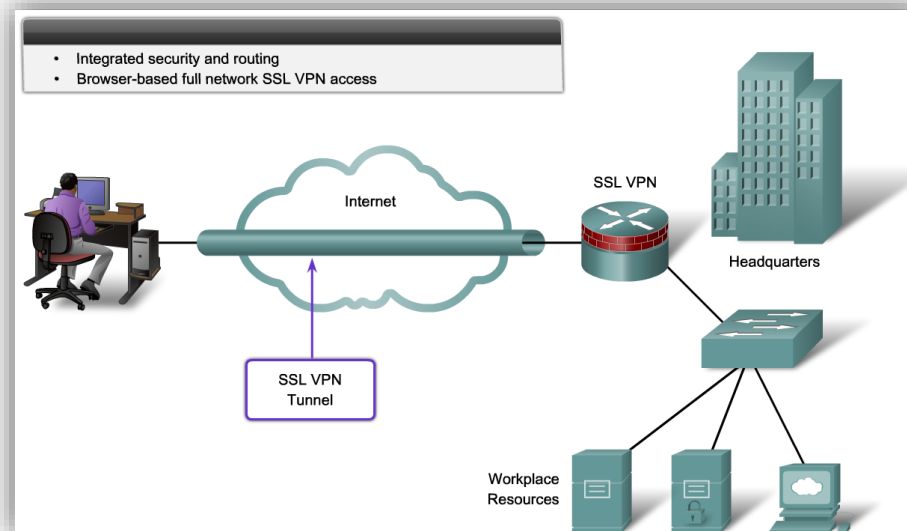 • Integrated security and routing
• Browser-based full network SSL VPN access
Internet
SSL VPN
Headquarters
SSL VPN
Tunnel
Workplace
Resources